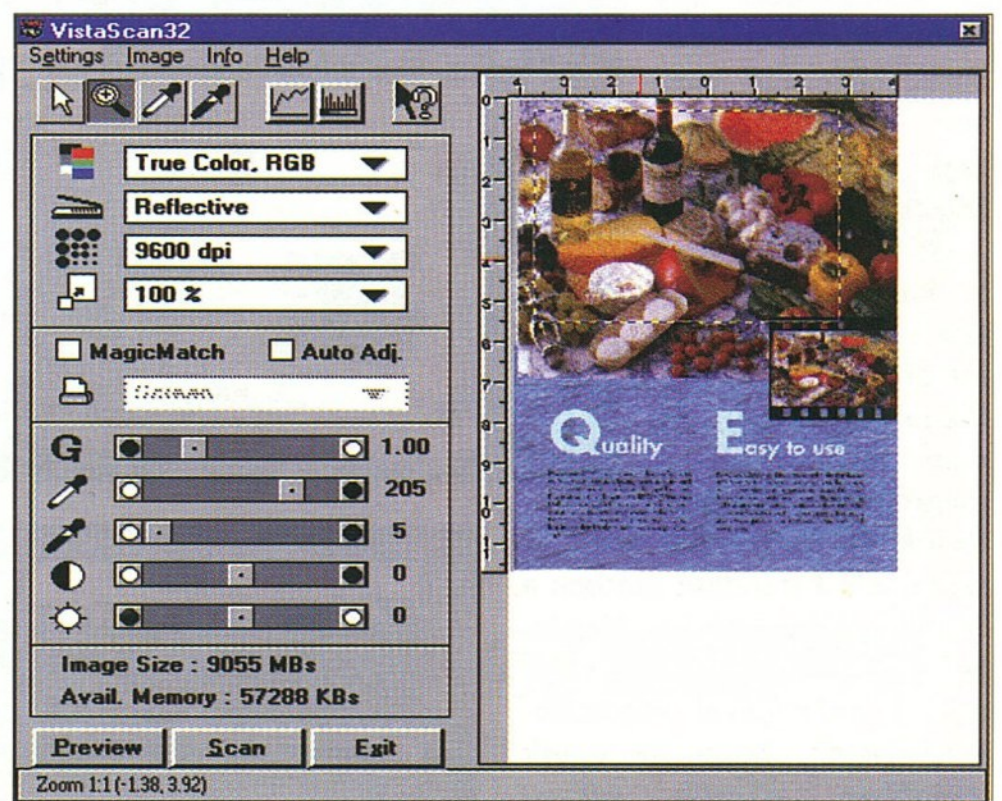 VistaScan32
Settings Image Info Help
True Color, RGB
Reflective
9600 dpi
100 %
MagicMatch Auto Adj.
G 1.00
205
5
0
0
Image Size : 9055 MBs
Avail. Memory : 57288 KBs
Preview Scan Exit
Zoom 1:1 (-1.38, 3.92)
Quality Easy to use